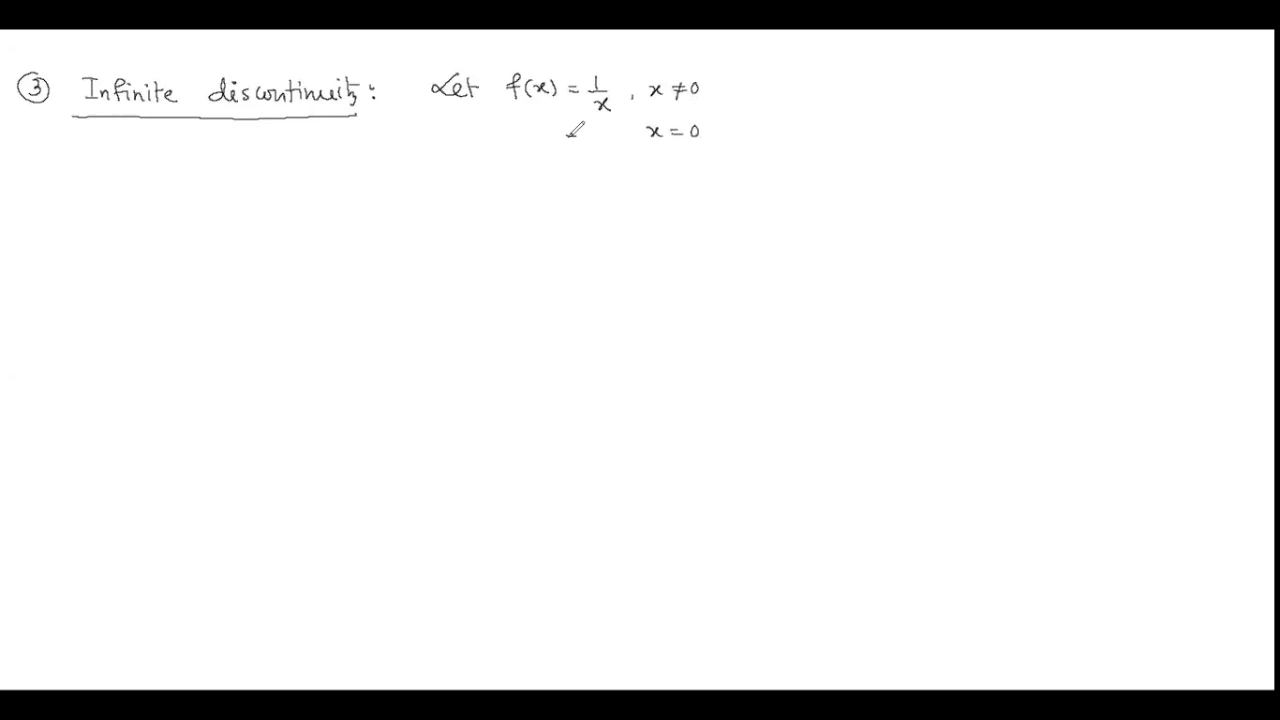 ③ Infinite discontinuity: Let f(x) = 1/x , x ≠ 0
x = 0